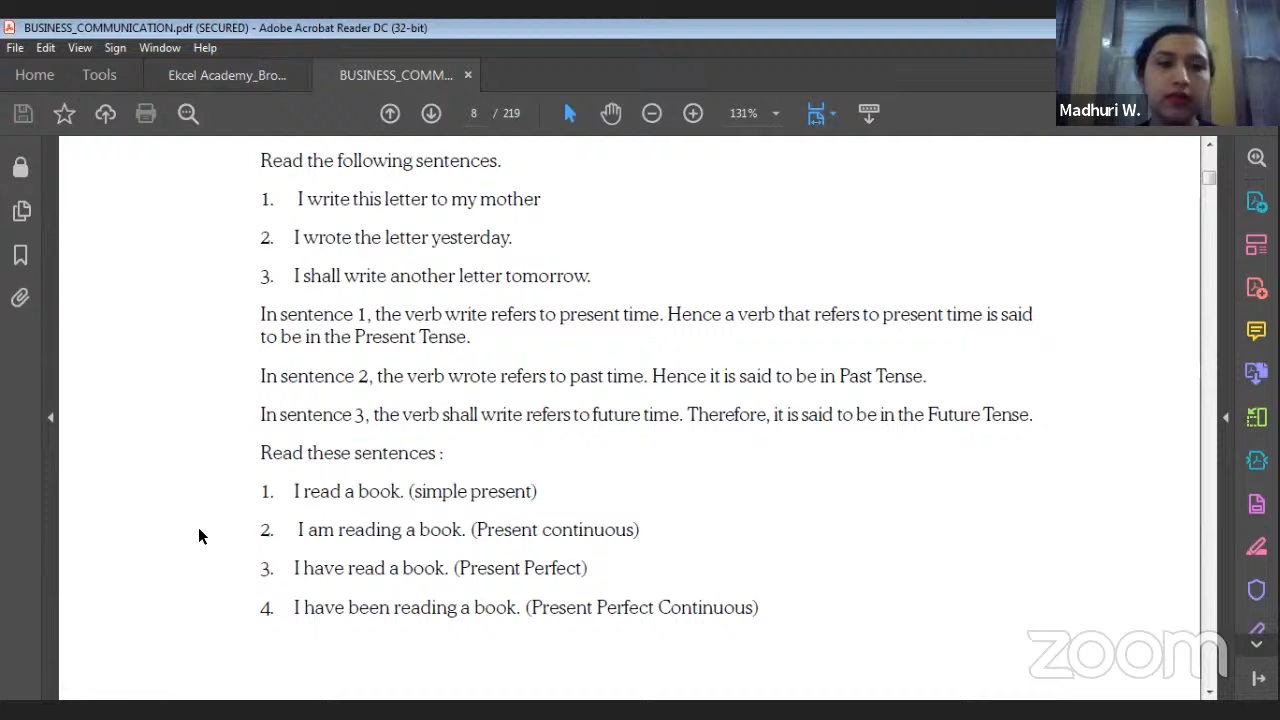 BUSINESS_COMMUNICATION.pdf (SECURED) - Adobe Acrobat Reader DC (32-bit)
File Edit View Sign Window Help
Home Tools Ekcel Academy_Bro... BUSINESS_COMM... ×
8 / 219 131%
Madhuri W.
Read the following sentences.
1. I write this letter to my mother
2. I wrote the letter yesterday.
3. I shall write another letter tomorrow.
In sentence 1, the verb write refers to present time. Hence a verb that refers to present time is said
to be in the Present Tense.
In sentence 2, the verb wrote refers to past time. Hence it is said to be in Past Tense.
In sentence 3, the verb shall write refers to future time. Therefore, it is said to be in the Future Tense.
Read these sentences :
1. I read a book. (simple present)
2. I am reading a book. (Present continuous)
3. I have read a book. (Present Perfect)
4. I have been reading a book. (Present Perfect Continuous)
zoom